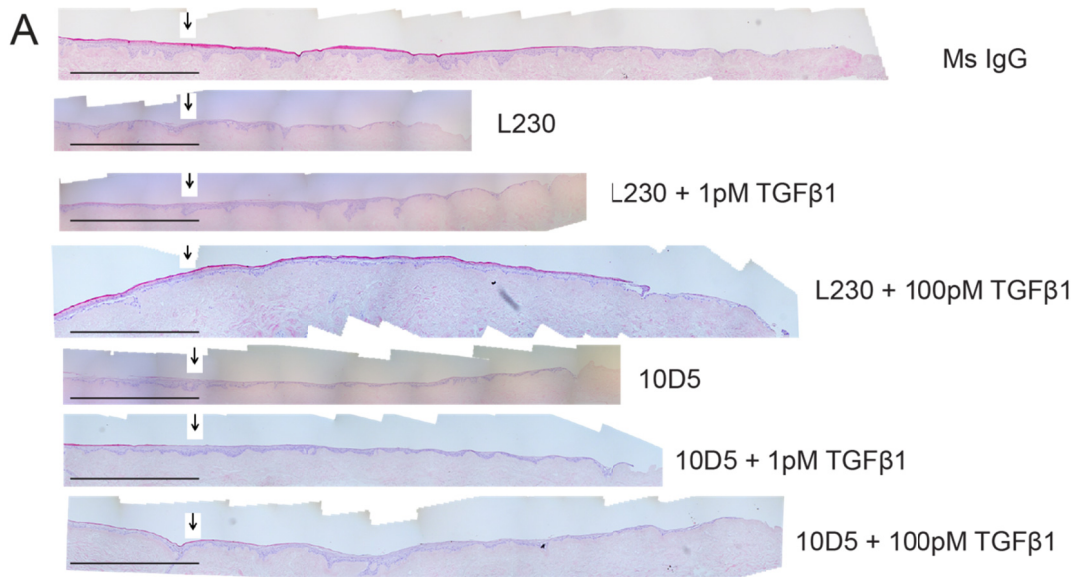 A
Ms IgG
L230
L230 + 1pM TGFβ1
L230 + 100pM TGFβ1
10D5
10D5 + 1pM TGFβ1
10D5 + 100pM TGFβ1